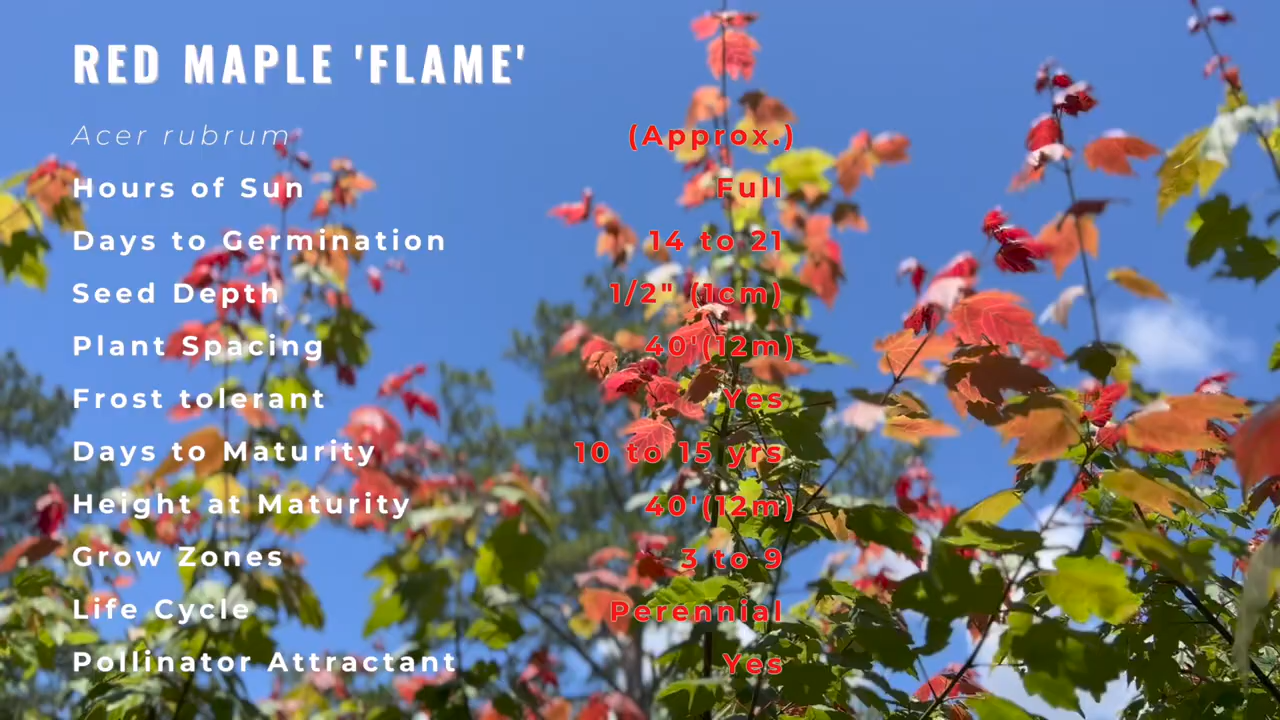 RED MAPLE 'FLAME'
Acer rubrum (Approx.)
Hours of Sun Full
Days to Germination 14 to 21
Seed Depth 1/2" (1cm)
Plant Spacing 40'(12m)
Frost tolerant Yes
Days to Maturity 10 to 15 yrs
Height at Maturity 40'(12m)
Grow Zones 3 to 9
Life Cycle Perennial
Pollinator Attractant Yes